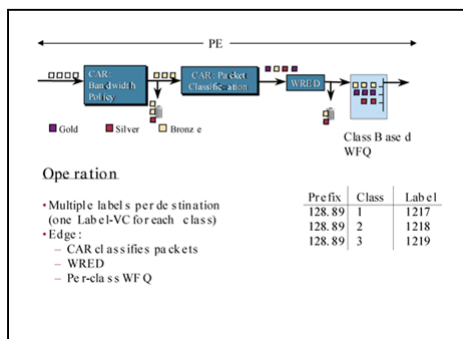 PE
CAR:
Bandwidth
Policy
CAR: Packet
Classification
WRED
Gold
Silver
Bronze
Class Based
WFQ
Operation
• Multiple labels per destination
(one Label-VC for each class)
• Edge:
– CAR classifies packets
– WRED
– Per-class WFQ
Prefix Class Label
128.89 1 1217
128.89 2 1218
128.89 3 1219